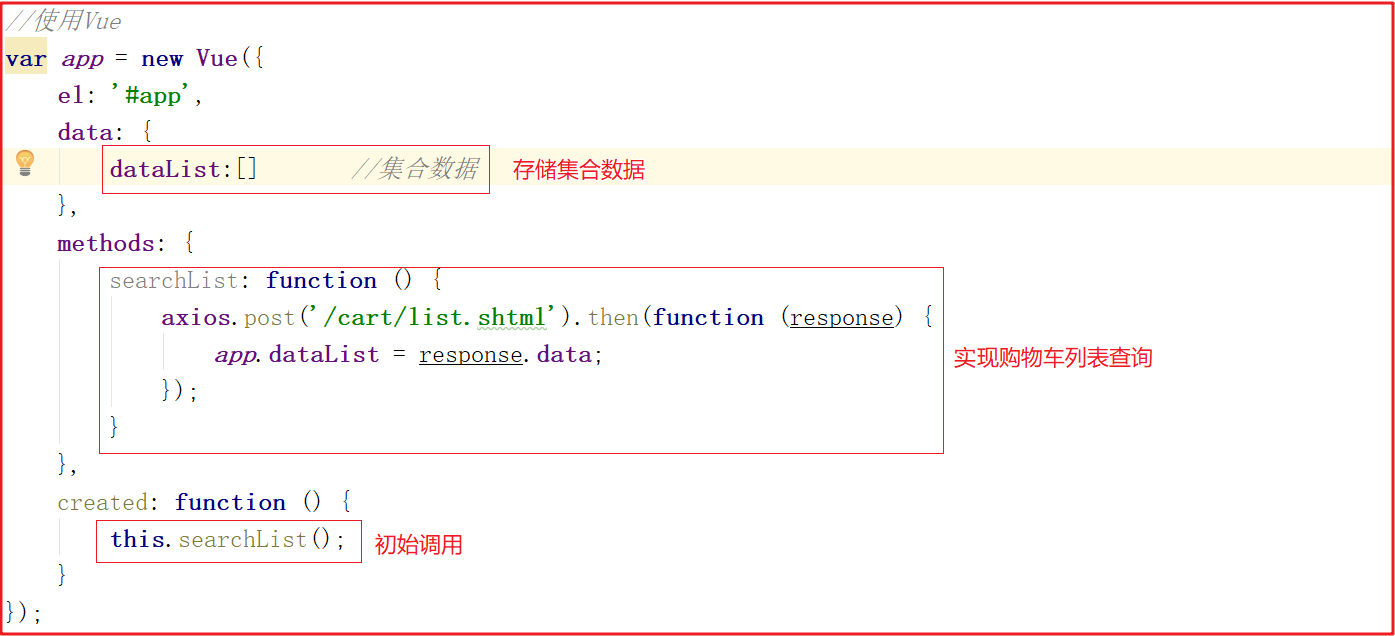 //使用Vue
var app = new Vue({
el: '#app',
data: {
dataList:[] //集合数据 存储集合数据
},
methods: {
searchList: function () {
axios.post('/cart/list.shtml').then(function (response) {
app.dataList = response.data;
实现购物车列表查询
});
}
},
created: function () {
this.searchList(); 初始调用
}
});